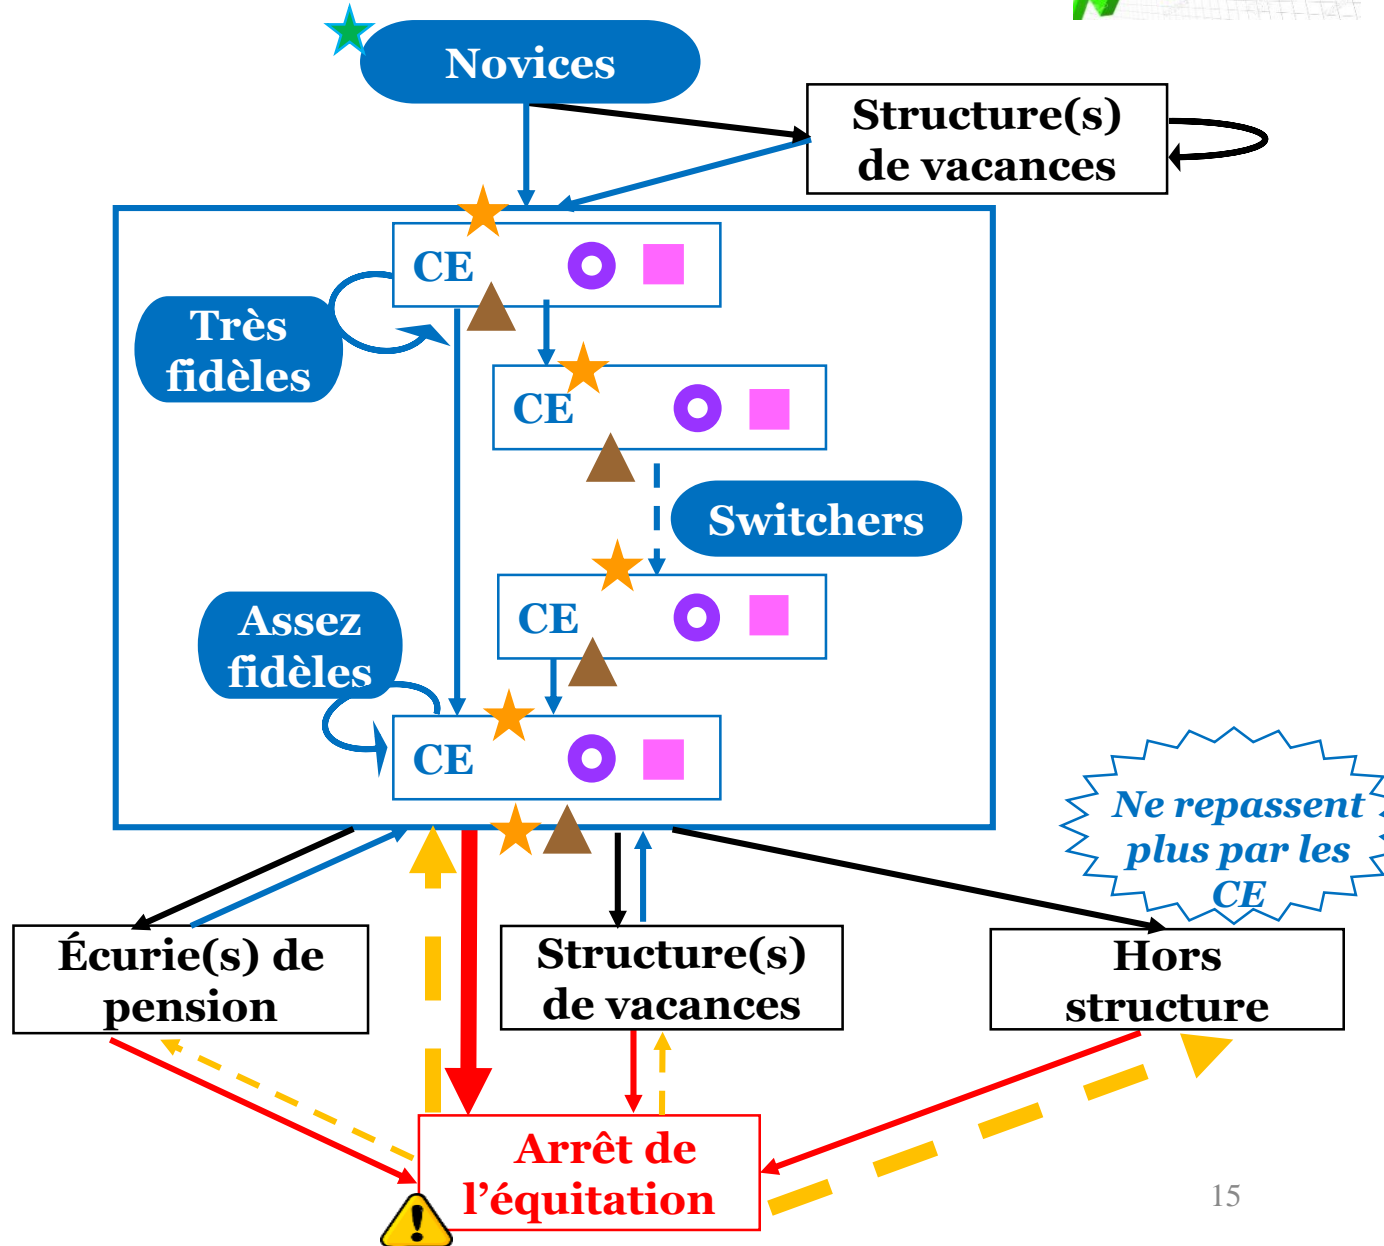 Novices
Structure(s)
de vacances
CE
Très
fidèles
CE
Switchers
CE
Assez
fidèles
CE
Ne repassent
plus par les
CE
Écurie(s) de
pension
Structure(s)
de vacances
Hors
structure
Arrêt de
l’équitation
15